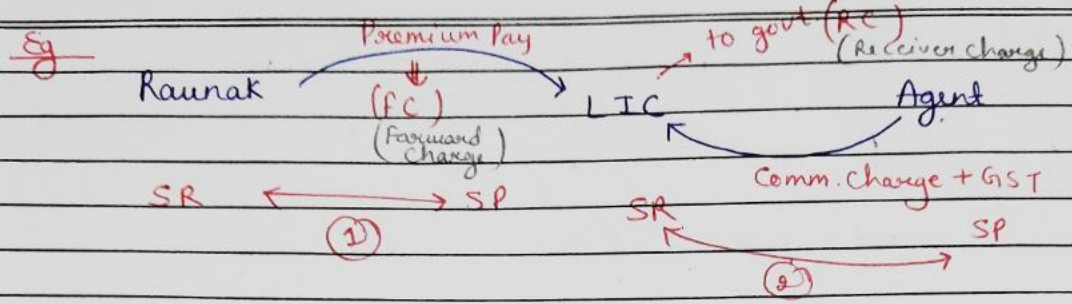 Eg
Premium Pay
to govt (RC)
(Receiver charge)
Raunak
(FC)
LIC
Agent
(Farward
Charge)
Comm. Charge + GST
SR
SP
SR
SP
1
2